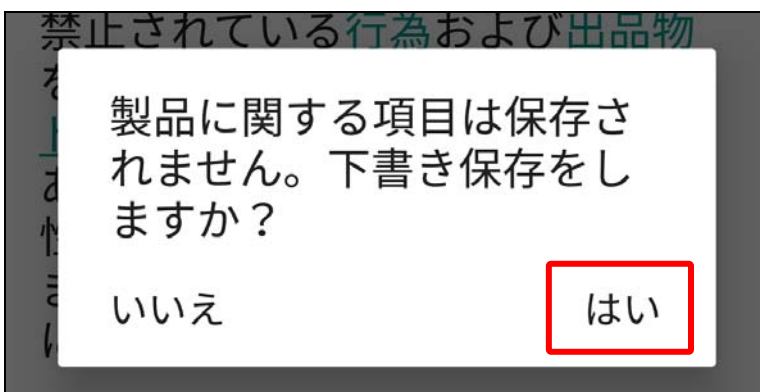 禁止されている行為および出品物
製品に関する項目は保存さ
れません。下書き保存をし
ますか？
いいえ
はい